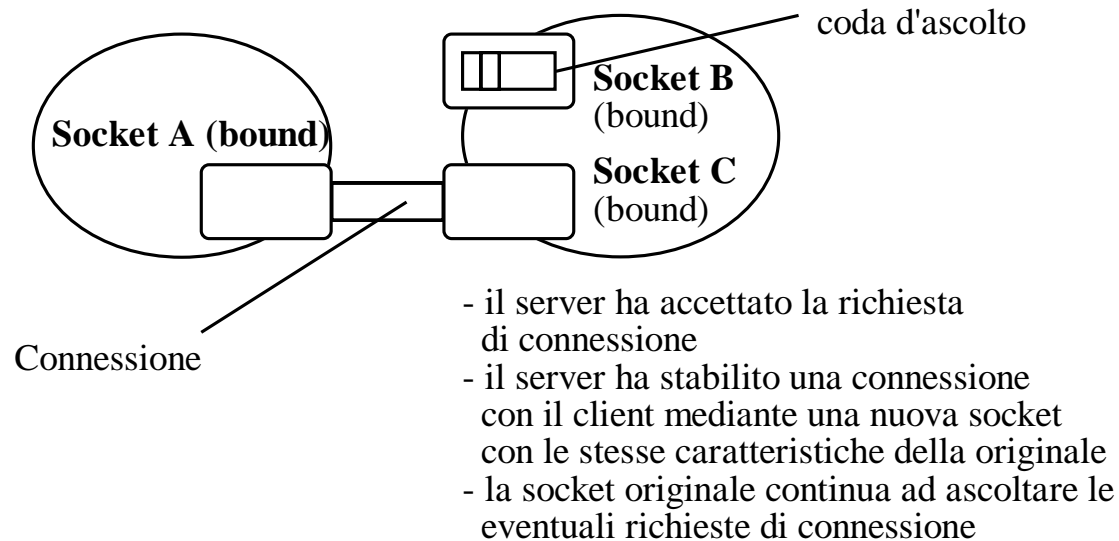 coda d'ascolto
Socket B
(bound)
Socket A (bound)
Socket C
(bound)
Connessione
- il server ha accettato la richiesta
di connessione
- il server ha stabilito una connessione
con il client mediante una nuova socket
con le stesse caratteristiche della originale
- la socket originale continua ad ascoltare le
eventuali richieste di connessione